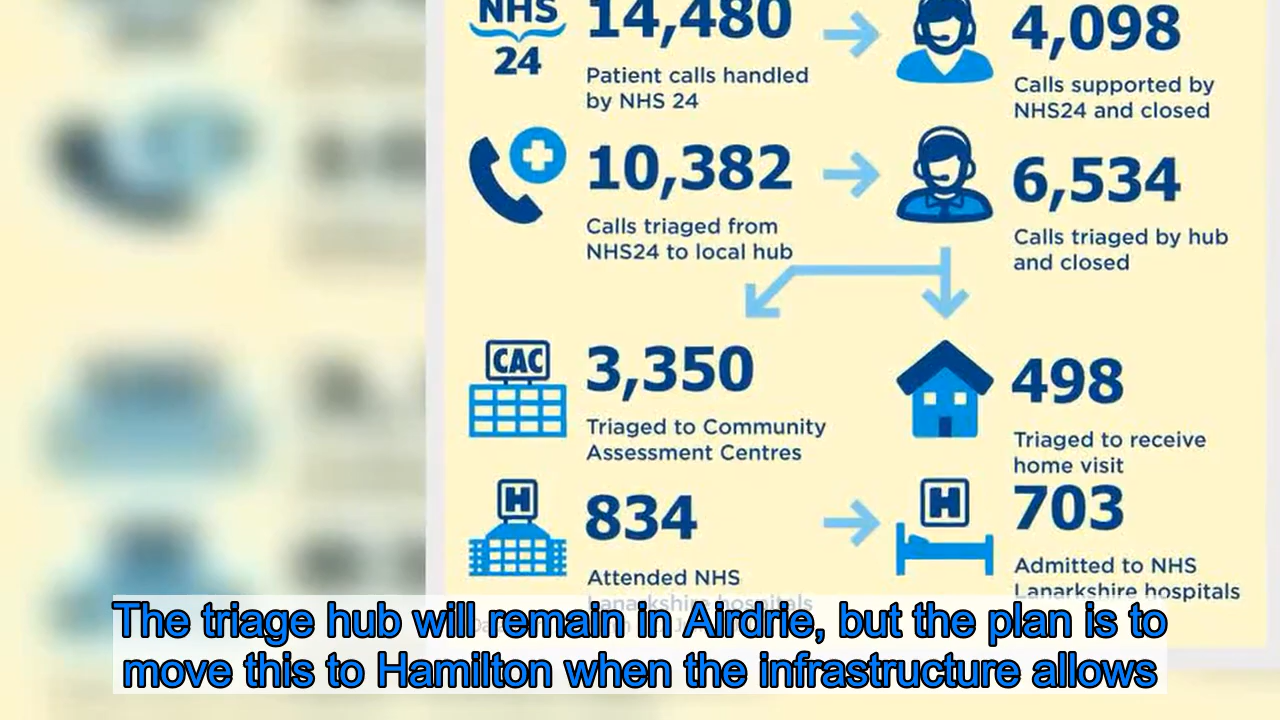 NHS
24
14,480
Patient calls handled
by NHS 24
4,098
Calls supported by
NHS24 and closed
10,382
Calls triaged from
NHS24 to local hub
6,534
Calls triaged by hub
and closed
CAC
3,350
Triaged to Community
Assessment Centres
498
Triaged to receive
home visit
H
834
Attended NHS
Lanarkshire hospitals
H
703
Admitted to NHS
Lanarkshire hospitals
The triage hub will remain in Airdrie, but the plan is to
move this to Hamilton when the infrastructure allows